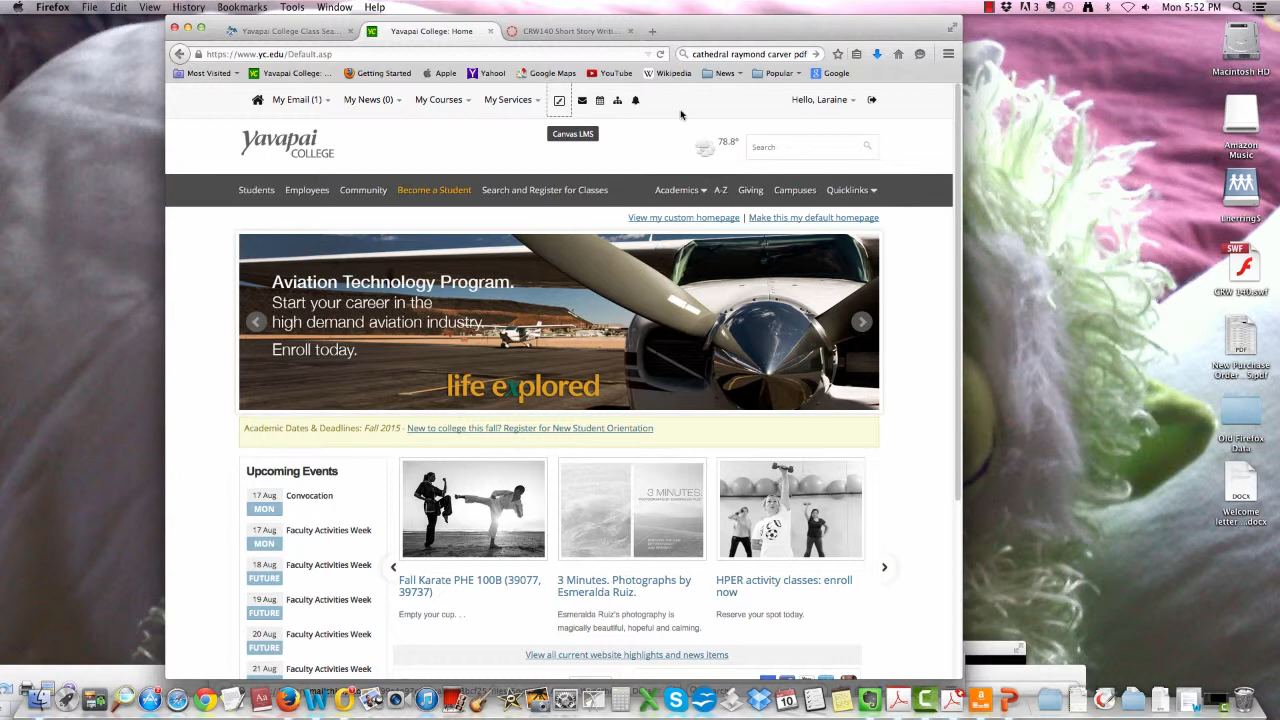 Firefox File Edit View History Bookmarks Tools Window Help
3 Mon 5:52 PM
Yavapai College Class Sea...
Yavapai College: Home
CRW140 Short Story Writi...
https://www.yc.edu/Default.asp
cathedral raymond carver pdf
Most Visited
Yavapai College: ...
Getting Started
Apple
Yahoo!
Google Maps
YouTube
Wikipedia
News
Popular
Google
My Email (1)
My News (0)
My Courses
My Services
Hello, Laraine
Canvas LMS
Yavapai
COLLEGE
78.8°
Search
Students Employees Community Become a Student Search and Register for Classes Academics A-Z Giving Campuses Quicklinks
View my custom homepage | Make this my default homepage
Aviation Technology Program.
Start your career in the
high demand aviation industry.
Enroll today.
life explored
Academic Dates & Deadlines: Fall 2015 - New to college this fall? Register for New Student Orientation
Upcoming Events
17 Aug
MON
Convocation
17 Aug
MON
Faculty Activities Week
18 Aug
FUTURE
Faculty Activities Week
19 Aug
FUTURE
Faculty Activities Week
20 Aug
FUTURE
Faculty Activities Week
21 Aug
Faculty Activities Week
3 MINUTES.
Fall Karate PHE 100B (39077,
39737)
Empty your cup. . .
3 Minutes. Photographs by
Esmeralda Ruiz.
Esmeralda Ruiz's photography is
magically beautiful, hopeful and calming.
HPER activity classes: enroll
now
Reserve your spot today.
View all current website highlights and news items
Macintosh HD
Amazon
Music
LherringS
SWF
CRW 140.swf
PDF
New Purchase
Order ...S.pdf
Old Firefox
Data
DOCX
Welcome
letter....docx